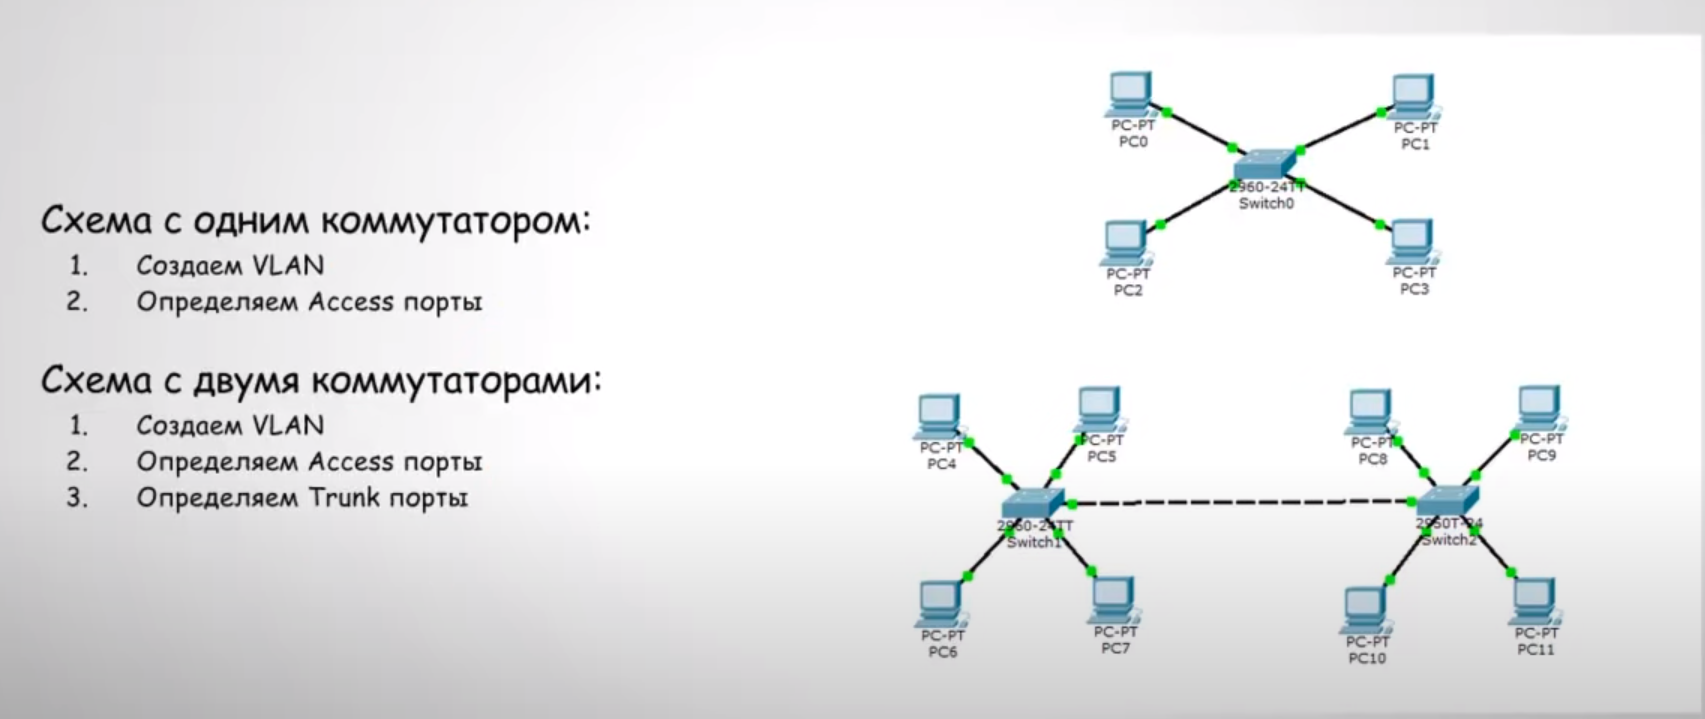 Схема с одним коммутатором:
1. Создаем VLAN
2. Определяем Access порты
Схема с двумя коммутаторами:
1. Создаем VLAN
2. Определяем Access порты
3. Определяем Trunk порты
PC-PT
PC0
PC-PT
PC1
2960-24TT
Switch0
PC-PT
PC2
PC-PT
PC3
PC-PT
PC4
PC-PT
PC5
2960-24TT
Switch1
PC-PT
PC6
PC-PT
PC7
PC-PT
PC8
PC-PT
PC9
2950T-24
Switch2
PC-PT
PC10
PC-PT
PC11